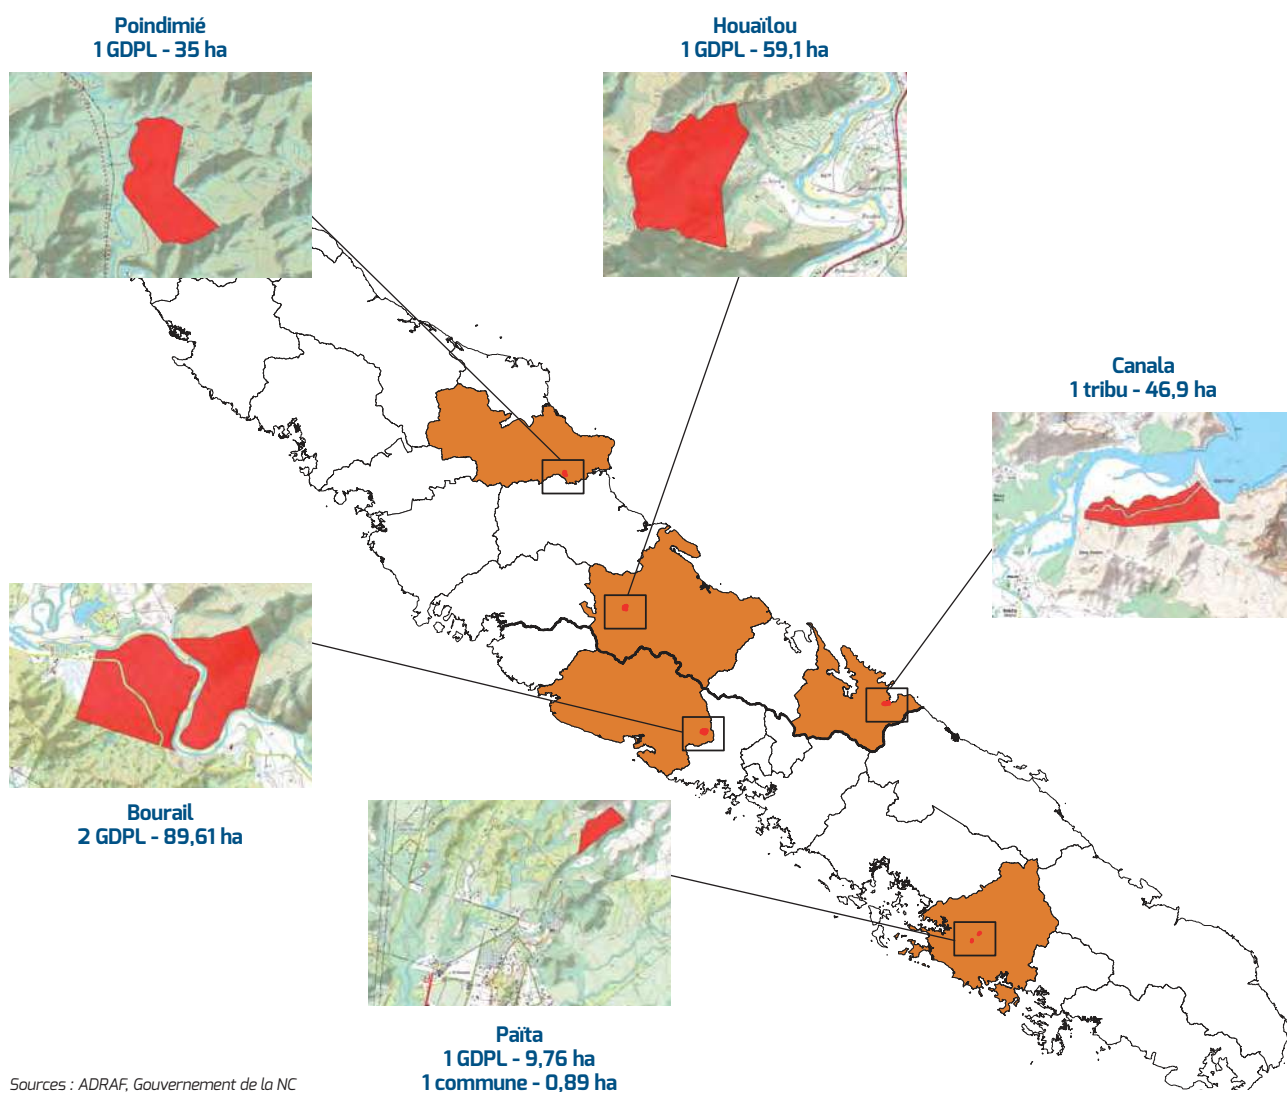 Poindimié
1 GDPL - 35 ha
Houaïlou
1 GDPL - 59,1 ha
Canala
1 tribu - 46,9 ha
Bourail
2 GDPL - 89,61 ha
Païta
1 GDPL - 9,76 ha
1 commune - 0,89 ha
Sources : ADRAF, Gouvernement de la NC